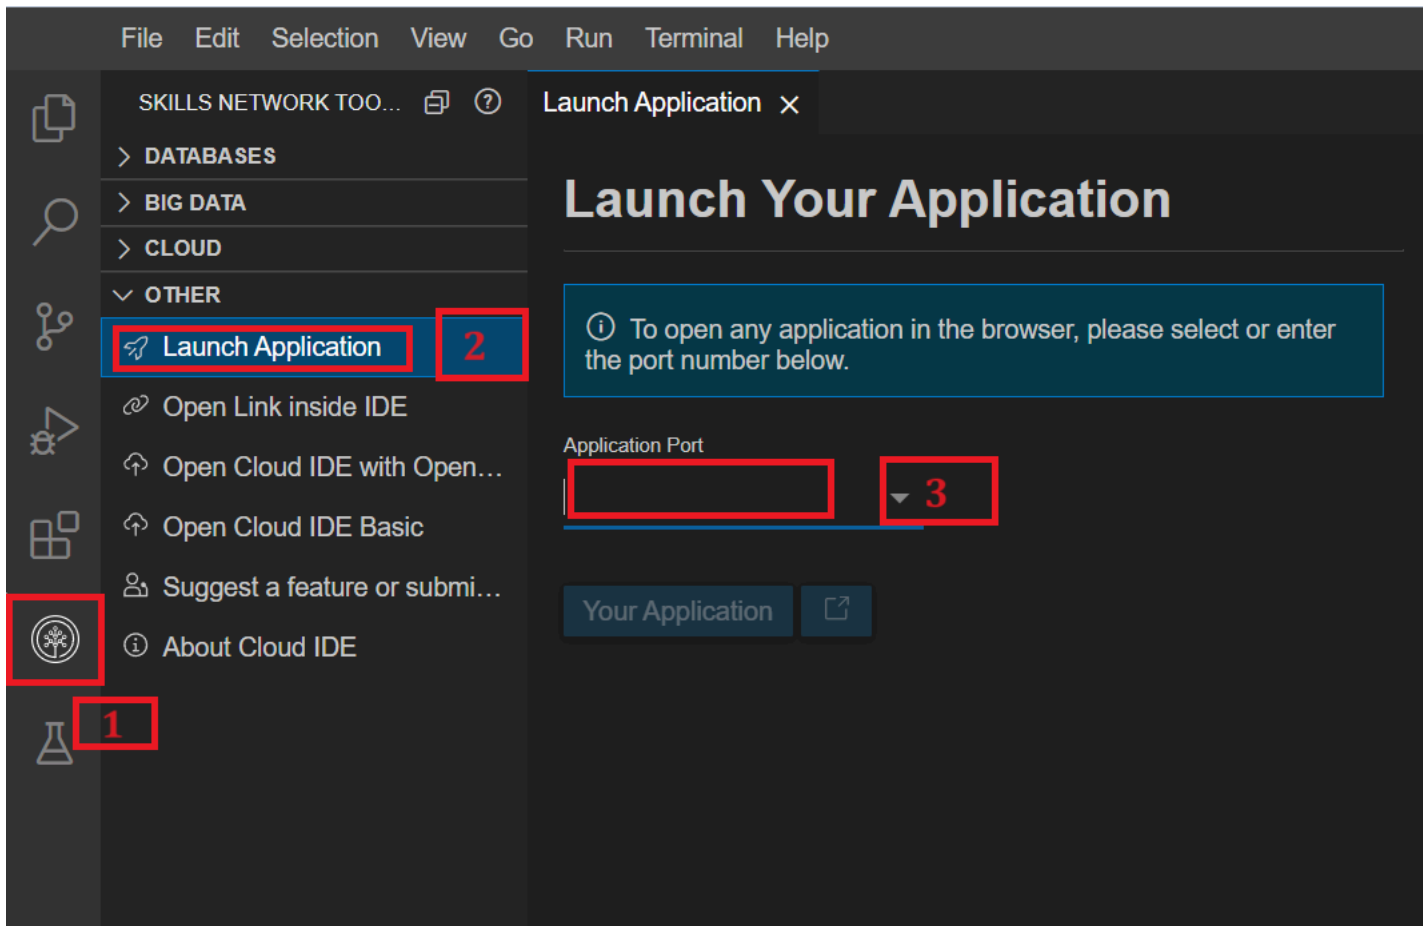 File Edit Selection View Go Run Terminal Help
SKILLS NETWORK TOO...
Launch Application
DATABASES
BIG DATA
CLOUD
OTHER
Launch Application
2
Open Link inside IDE
Open Cloud IDE with Open...
Open Cloud IDE Basic
Suggest a feature or submi...
About Cloud IDE
1
Launch Your Application
To open any application in the browser, please select or enter
the port number below.
Application Port
3
Your Application